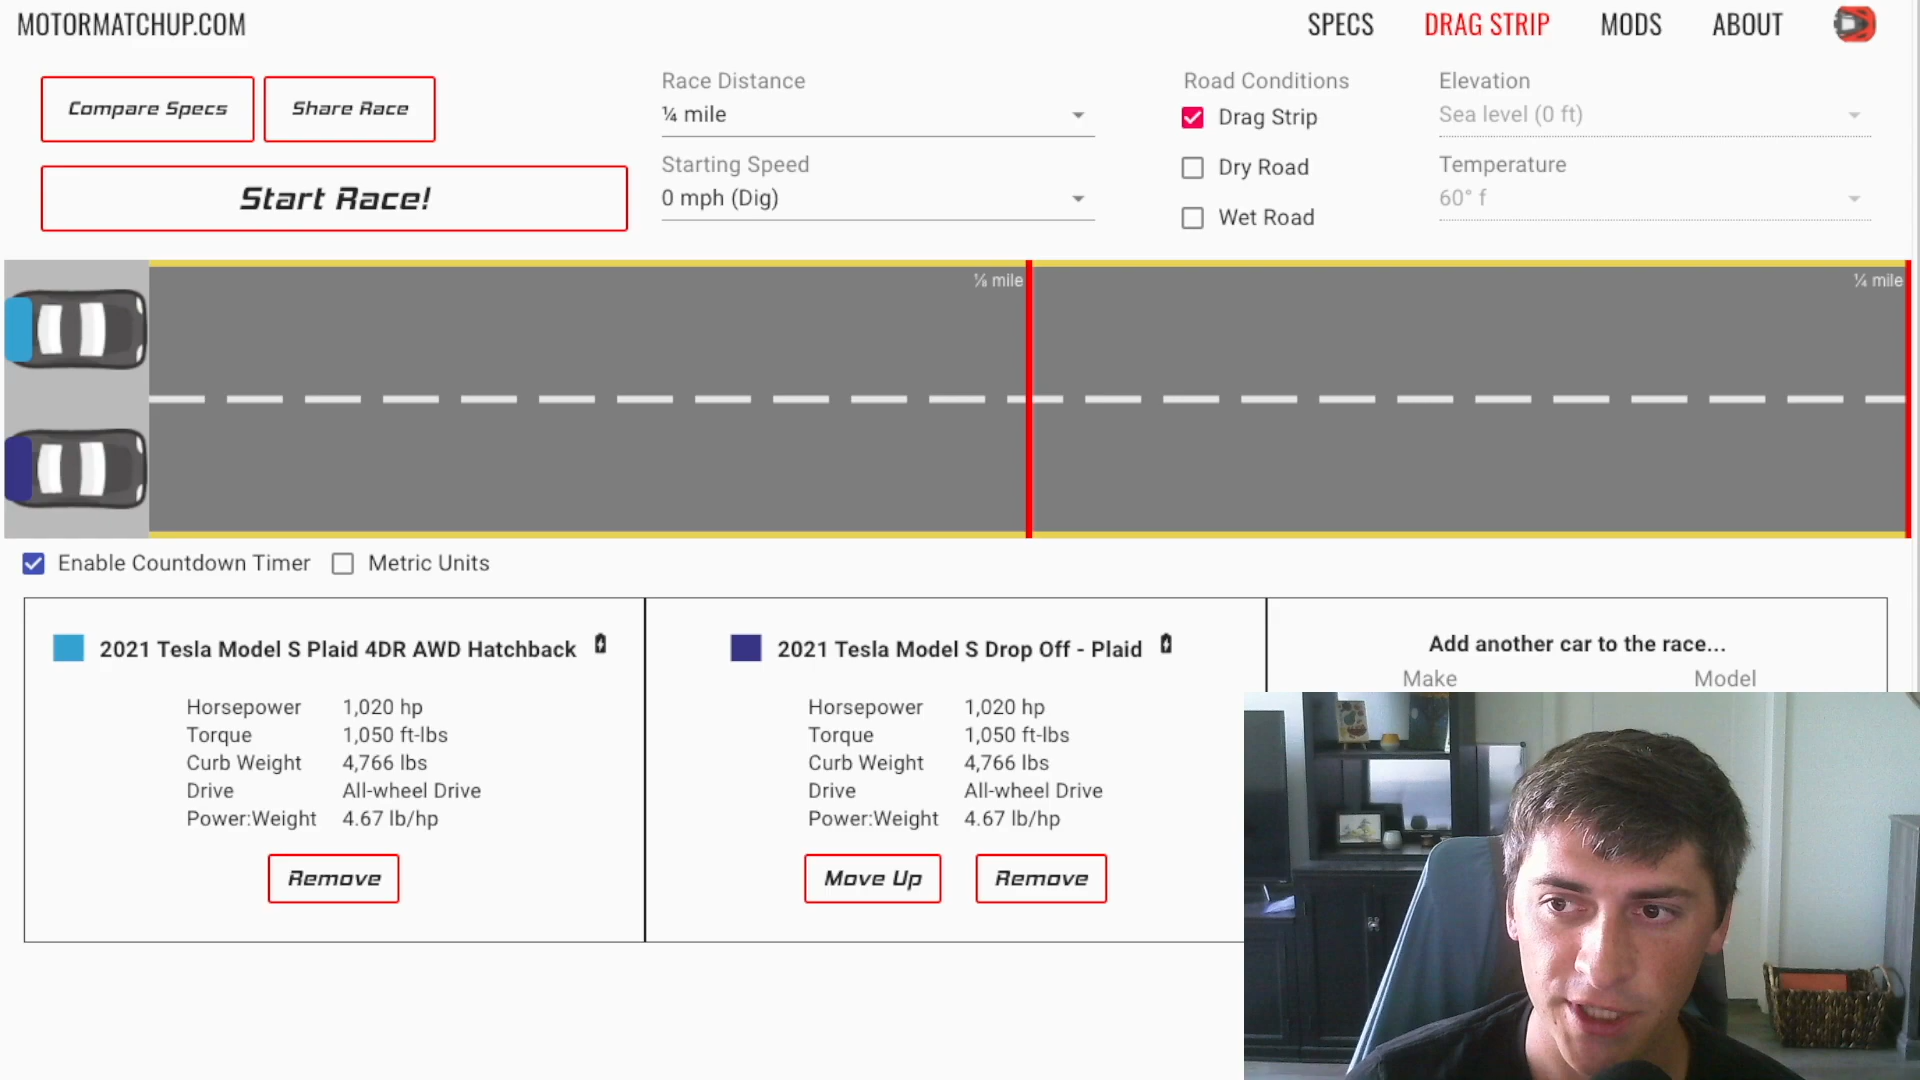 MOTORMATCHUP.COM
SPECS
DRAG STRIP
MODS
ABOUT
Compare Specs
Share Race
Start Race!
Race Distance
¼ mile
Starting Speed
0 mph (Dig)
Road Conditions
Drag Strip
Dry Road
Wet Road
Elevation
Sea level (0 ft)
Temperature
60° f
⅛ mile
¼ mile
Enable Countdown Timer
Metric Units
2021 Tesla Model S Plaid 4DR AWD Hatchback
Horsepower 1,020 hp
Torque 1,050 ft-lbs
Curb Weight 4,766 lbs
Drive All-wheel Drive
Power:Weight 4.67 lb/hp
Remove
2021 Tesla Model S Drop Off - Plaid
Horsepower 1,020 hp
Torque 1,050 ft-lbs
Curb Weight 4,766 lbs
Drive All-wheel Drive
Power:Weight 4.67 lb/hp
Move Up
Remove
Add another car to the race...
Make
Model